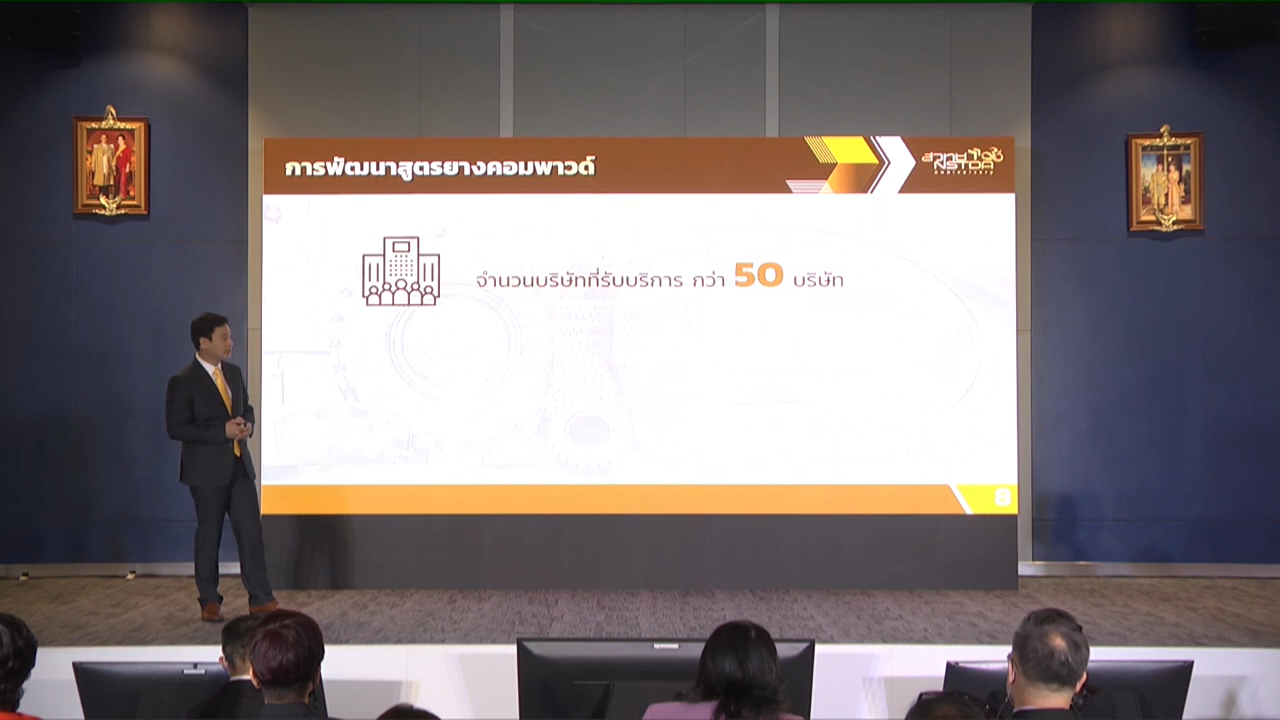 การพัฒนาสูตรยางคอมพาวด์
สวทช
NSTDA
Anniversary
จำนวนบริษัทที่รับบริการ กว่า 50 บริษัท
8